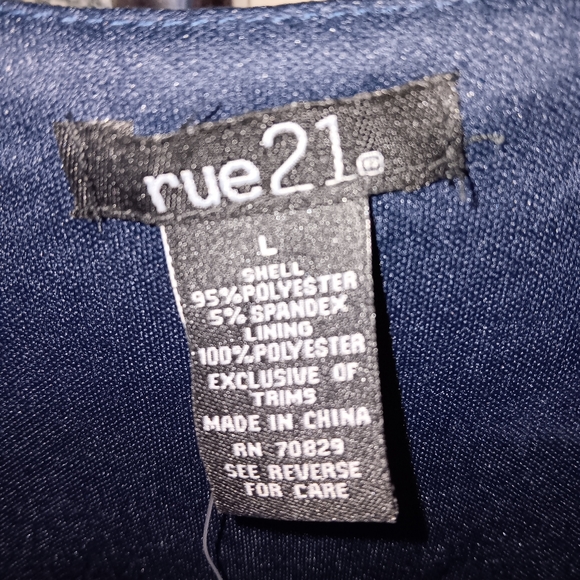 rue21®
L
SHELL
95%POLYESTER
5% SPANDEX
LINING
100%POLYESTER
EXCLUSIVE OF
TRIMS
MADE IN CHINA
RN 70829
SEE REVERSE
FOR CARE